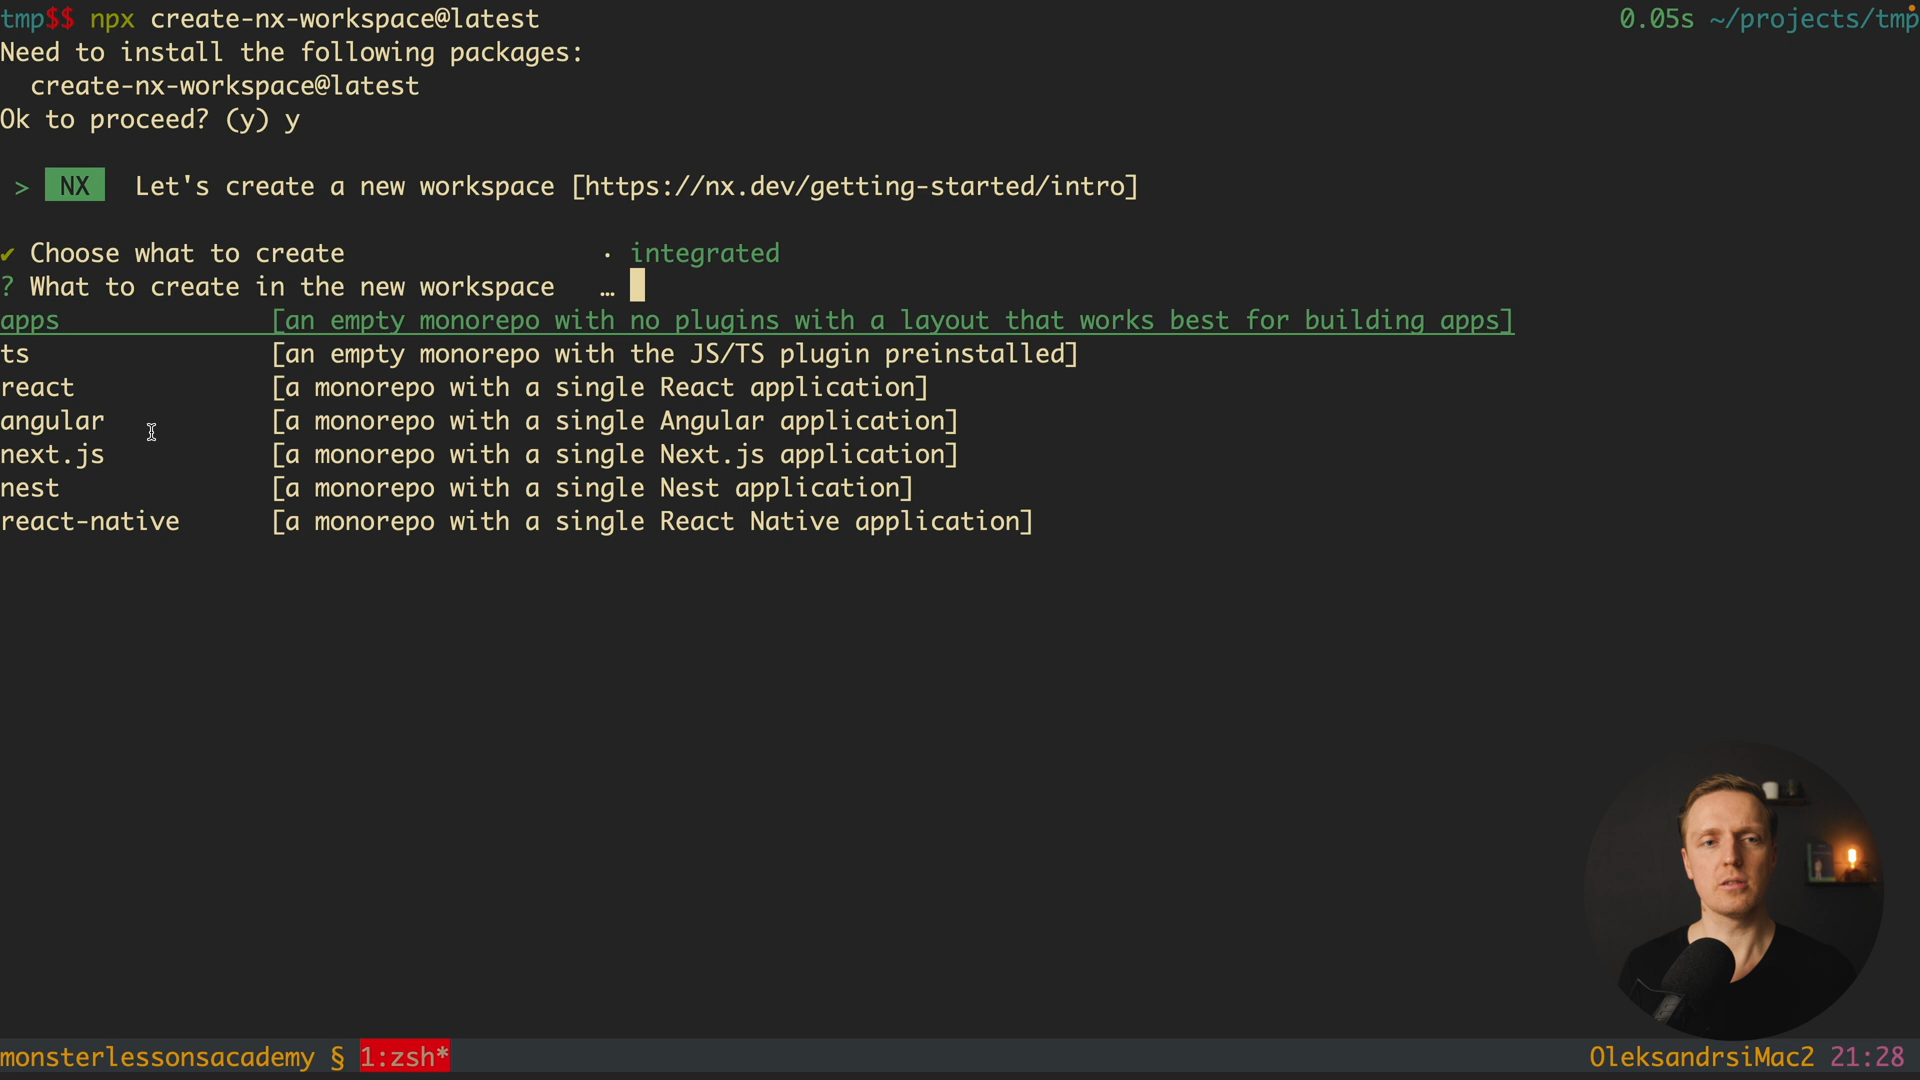 tmp$$ npx create-nx-workspace@latest 0.05s ~/projects/tmp
Need to install the following packages:
create-nx-workspace@latest
Ok to proceed? (y) y
> NX Let's create a new workspace [https://nx.dev/getting-started/intro]
✔ Choose what to create · integrated
? What to create in the new workspace …
apps [an empty monorepo with no plugins with a layout that works best for building apps]
ts [an empty monorepo with the JS/TS plugin preinstalled]
react [a monorepo with a single React application]
angular [a monorepo with a single Angular application]
next.js [a monorepo with a single Next.js application]
nest [a monorepo with a single Nest application]
react-native [a monorepo with a single React Native application]
monsterlessonsacademy § 1:zsh* OleksandrsiMac2 21:28